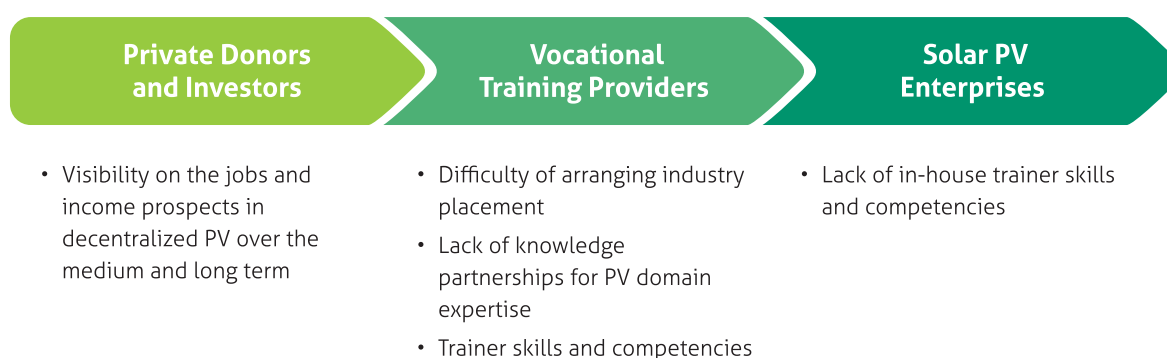 Private Donors
and Investors
Vocational
Training Providers
Solar PV
Enterprises
• Visibility on the jobs and
income prospects in
decentralized PV over the
medium and long term
• Difficulty of arranging industry
placement
• Lack of knowledge
partnerships for PV domain
expertise
• Trainer skills and competencies
• Lack of in-house trainer skills
and competencies